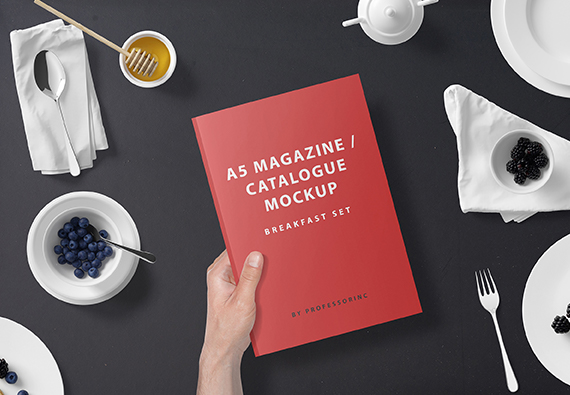 A5 MAGAZINE /
CATALOGUE
MOCKUP
BREAKFAST SET
BY PROFESSORINC